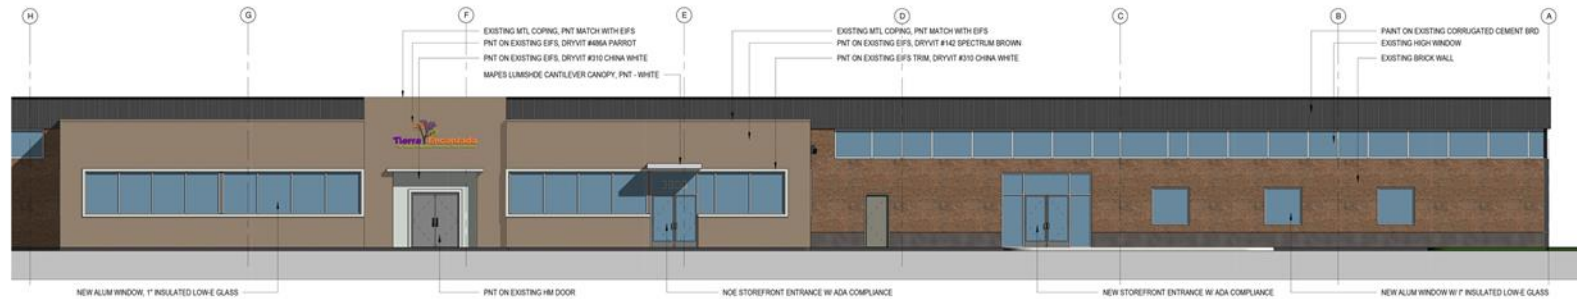 H G F E D C B A
EXISTING MTL COPING, PNT MATCH WITH EIFS
PNT ON EXISTING EIFS, DRYVIT #486A PARROT
PNT ON EXISTING EIFS, DRYVIT #310 CHINA WHITE
MAPES LUMISHDE CANTILEVER CANOPY, PNT - WHITE
EXISTING MTL COPING, PNT MATCH WITH EIFS
PNT ON EXISTING EIFS, DRYVIT #142 SPECTRUM BROWN
PNT ON EXISTING EIFS TRIM, DRYVIT #310 CHINA WHITE
PAINT ON EXISTING CORRUGATED CEMENT BRD
EXISTING HIGH WINDOW
EXISTING BRICK WALL
Tierra Encantada
NEW ALUM WINDOW, 1" INSULATED LOW-E GLASS
PNT ON EXISTING HM DOOR
NOE STOREFRONT ENTRANCE W/ ADA COMPLIANCE
NEW STOREFRONT ENTRANCE W/ ADA COMPLIANCE
NEW ALUM WINDOW W/ 1" INSULATED LOW-E GLASS